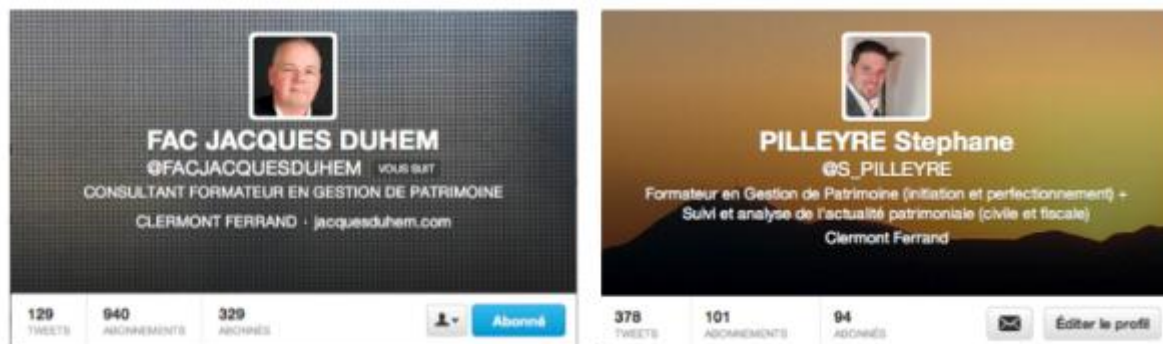 FAC JACQUES DUHEM
@FACJACQUESDUHEM VOUS SUIT
CONSULTANT FORMATEUR EN GESTION DE PATRIMOINE
CLERMONT FERRAND · jacquesduhem.com
129 940 329
TWEETS ABONNEMENTS ABONNÉS
Abonné
PILLEYRE Stephane
@S_PILLEYRE
Formateur en Gestion de Patrimoine (initiation et perfectionnement) +
Suivi et analyse de l'actualité patrimoniale (civile et fiscale)
Clermont Ferrand
378 101 94
TWEETS ABONNEMENTS ABONNÉS
Éditer le profil